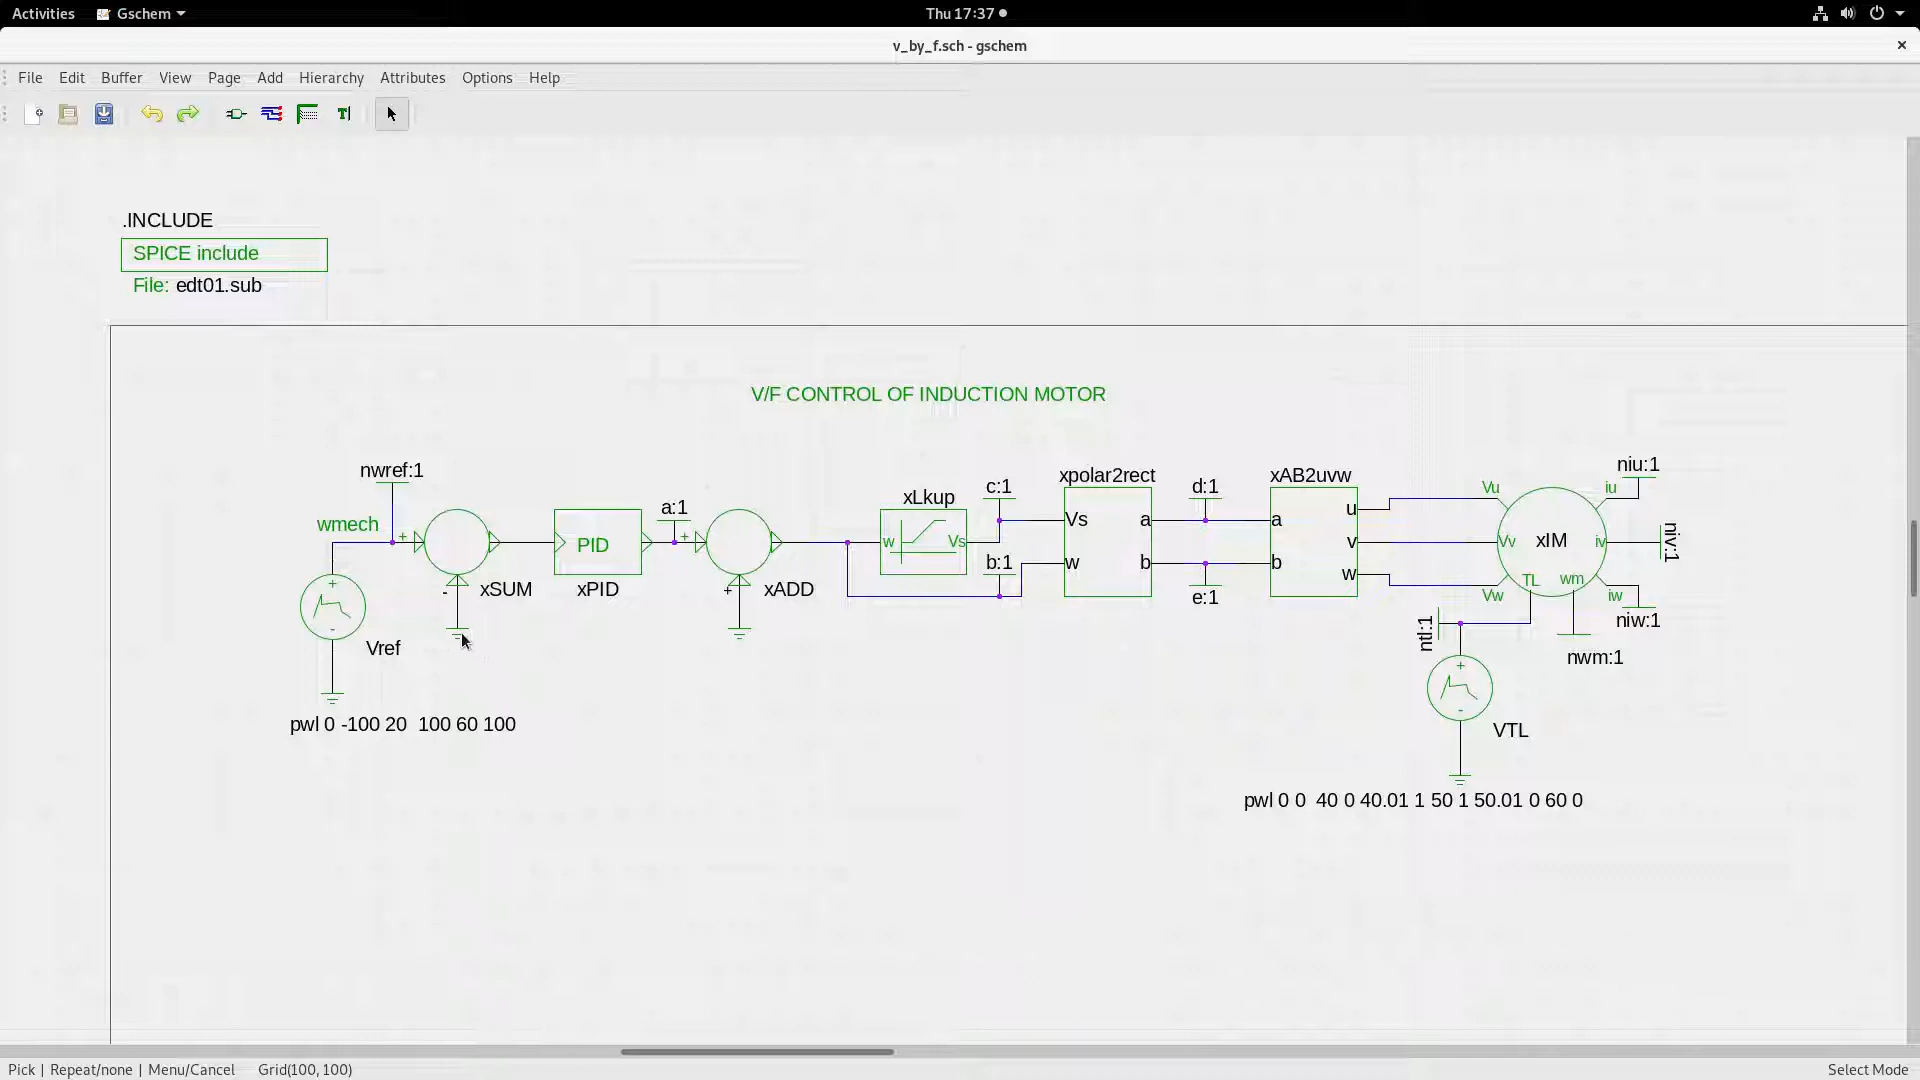 Activities Gschem Thu 17:37
v_by_f.sch - gschem
File Edit Buffer View Page Add Hierarchy Attributes Options Help
.INCLUDE
SPICE include
File: edt01.sub
V/F CONTROL OF INDUCTION MOTOR
nwref:1
wmech
+
+
-
Vref
pwl 0 -100 20  100 60 100
-
xSUM
PID
xPID
a:1
+
+
xADD
xLkup
w
Vs
c:1
b:1
xpolar2rect
Vs
w
a
b
d:1
e:1
xAB2uvw
a
b
u
v
w
Vu
Vv
Vw
xIM
TL
wm
iu
iv
iw
niu:1
niv:1
niw:1
nwm:1
ntl:1
+
-
VTL
pwl 0 0  40 0 40.01 1 50 1 50.01 0 60 0
Pick | Repeat/none | Menu/Cancel Grid(100, 100) Select Mode